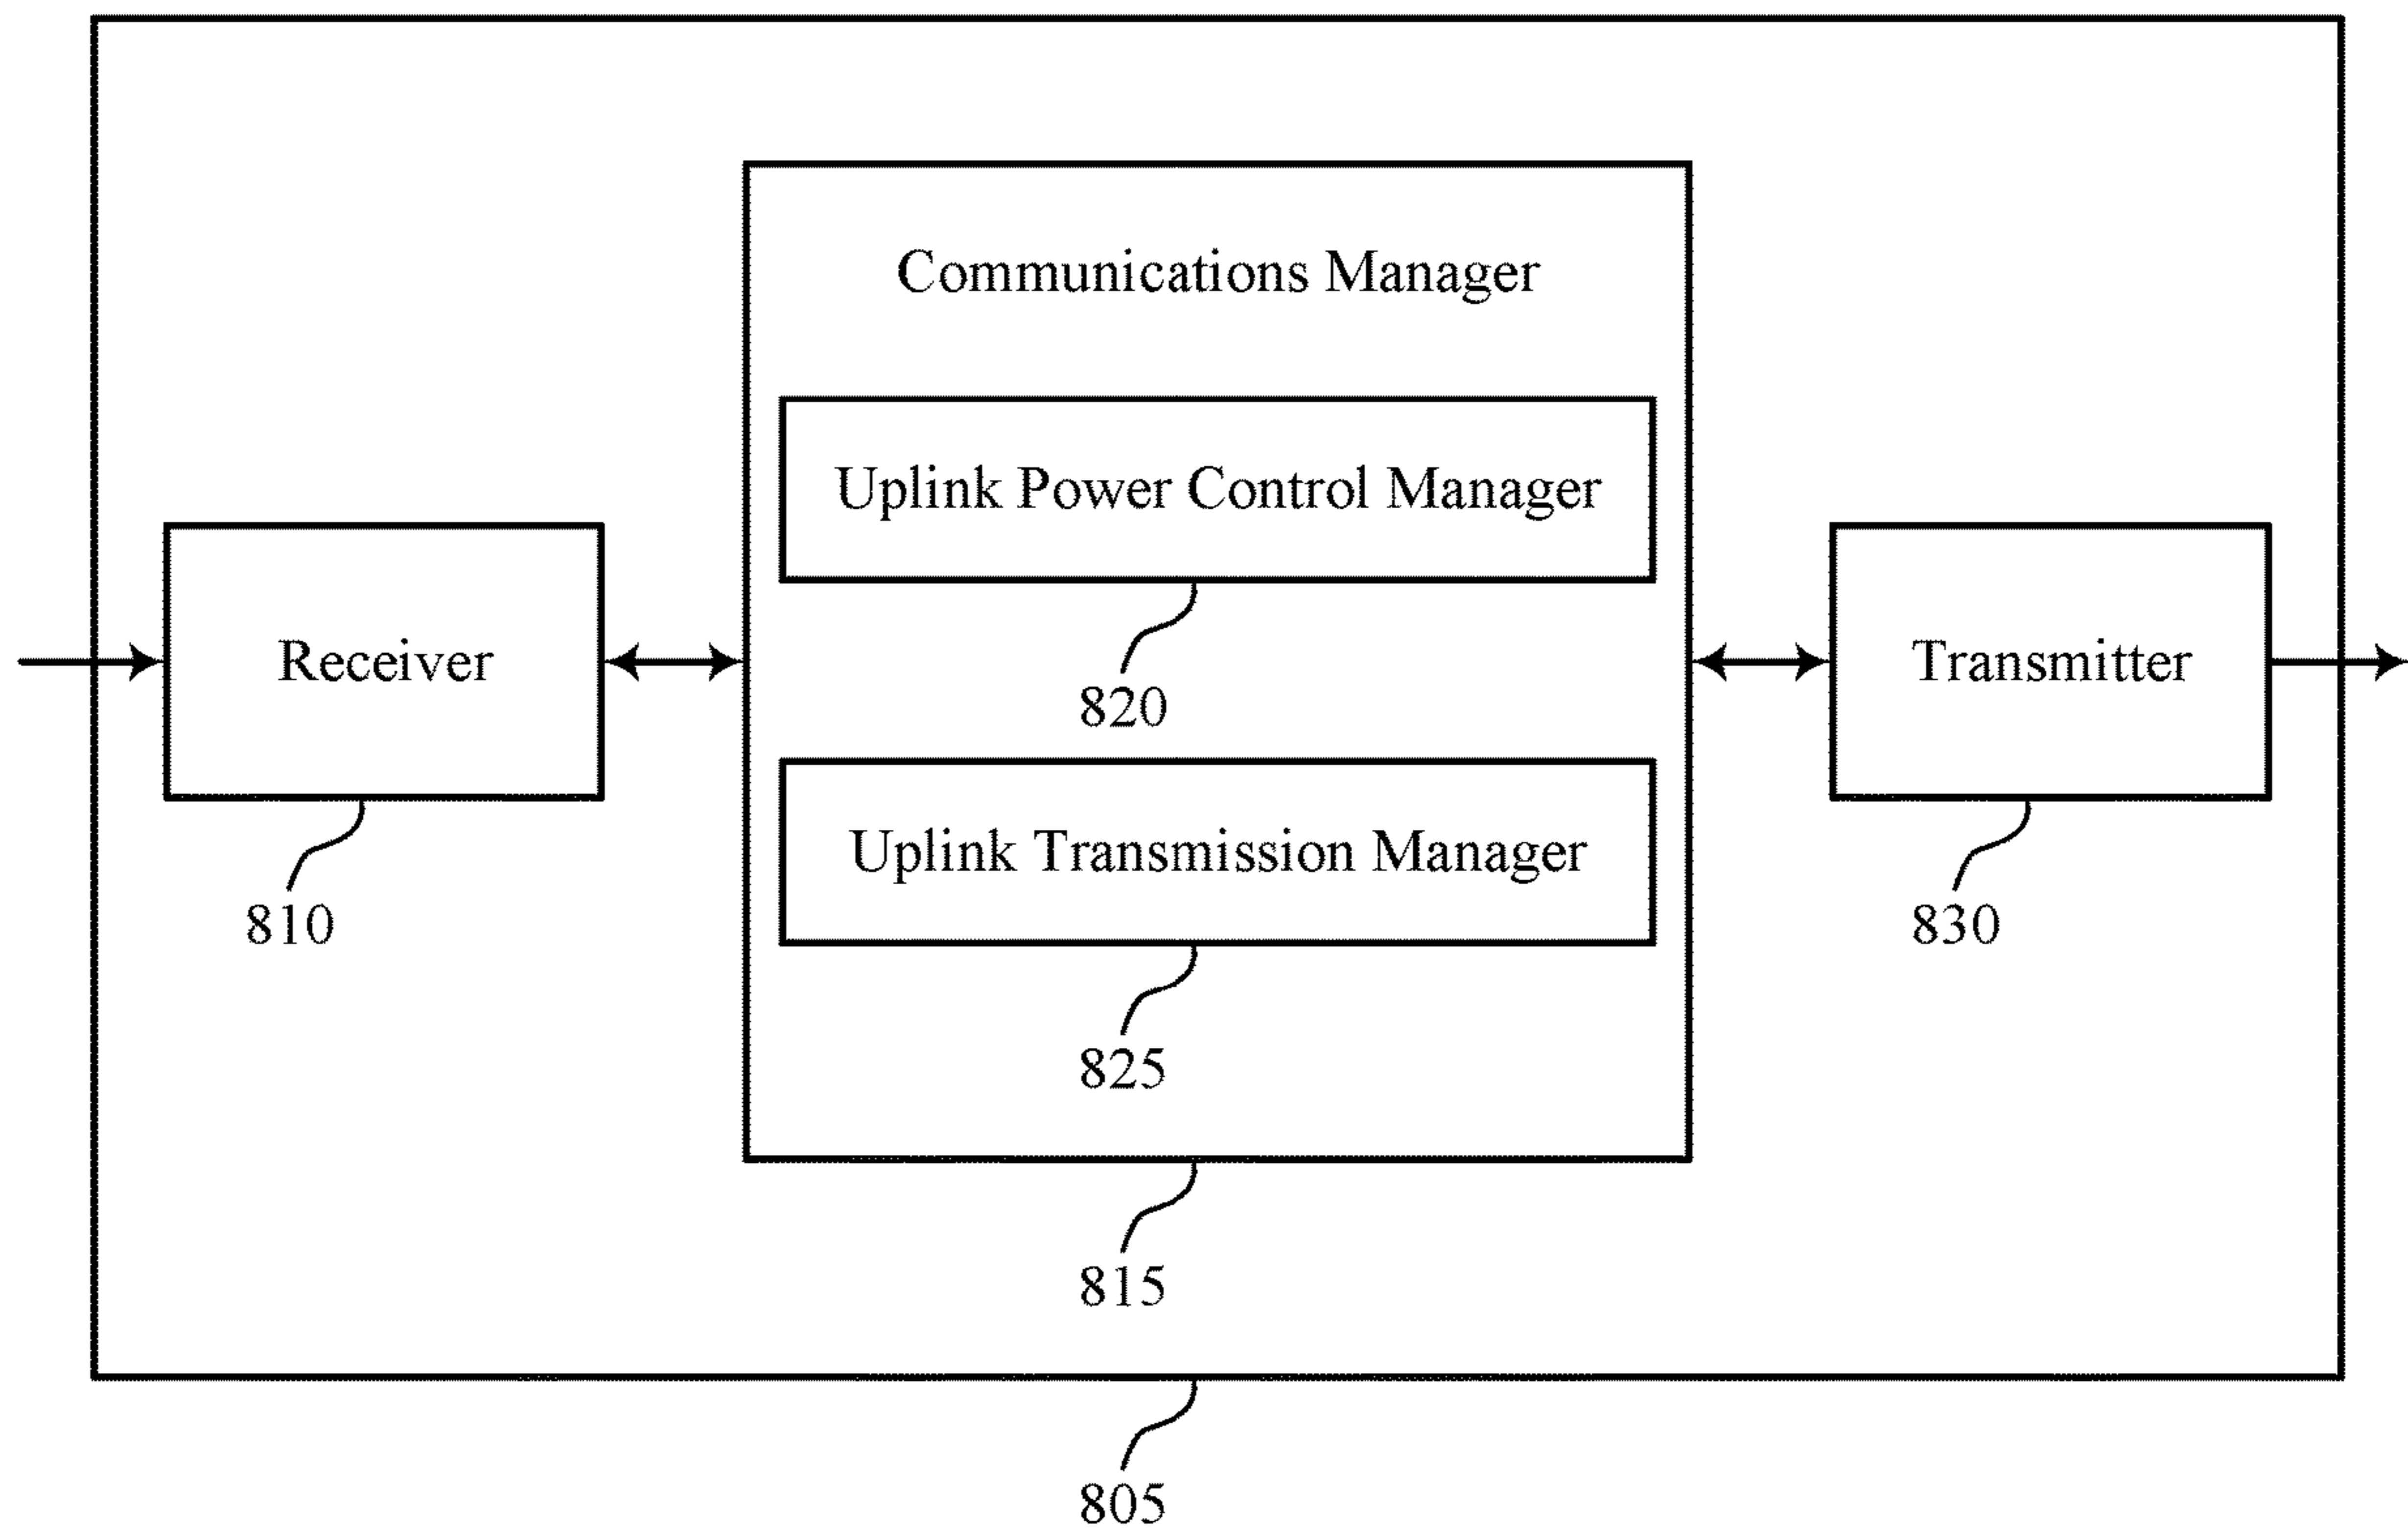 Communications Manager
Uplink Power Control Manager
Receiver
Transmitter
820
Uplink Transmission Manager
810
830
825
815
805